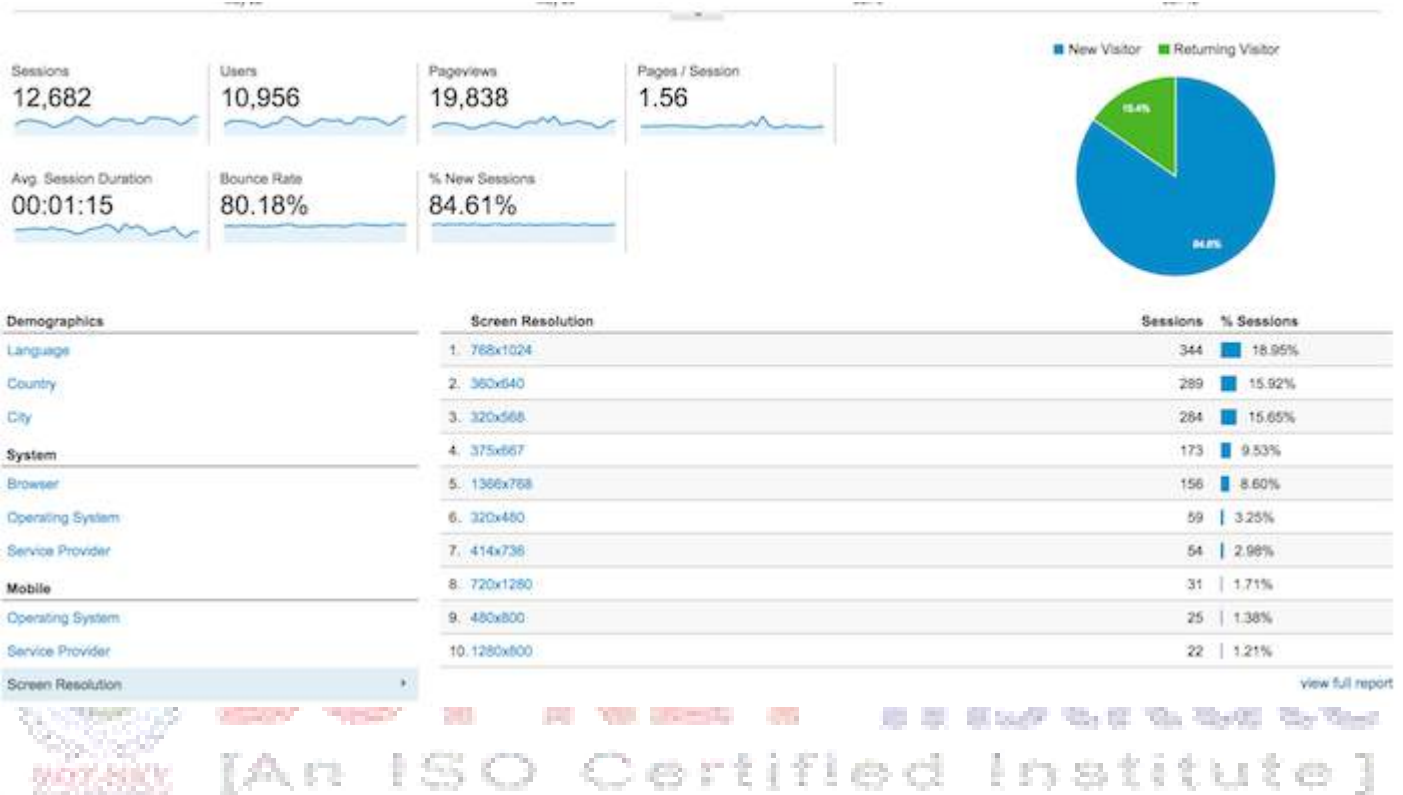 New Visitor Returning Visitor
Sessions Users Pageviews Pages / Session
12,682 10,956 19,838 1.56
15.4%
Avg. Session Duration Bounce Rate % New Sessions
00:01:15 80.18% 84.61%
84.6%
Demographics Screen Resolution Sessions % Sessions
Language 1. 768x1024 344 18.95%
Country 2. 360x640 289 15.92%
City 3. 320x568 284 15.65%
System 4. 375x667 173 9.53%
Browser 5. 1366x768 156 8.60%
Operating System 6. 320x480 59 3.25%
Service Provider 7. 414x736 54 2.98%
Mobile 8. 720x1280 31 1.71%
Operating System 9. 480x800 25 1.38%
Service Provider 10. 1280x800 22 1.21%
Screen Resolution view full report
[An ISO Certified Institute]